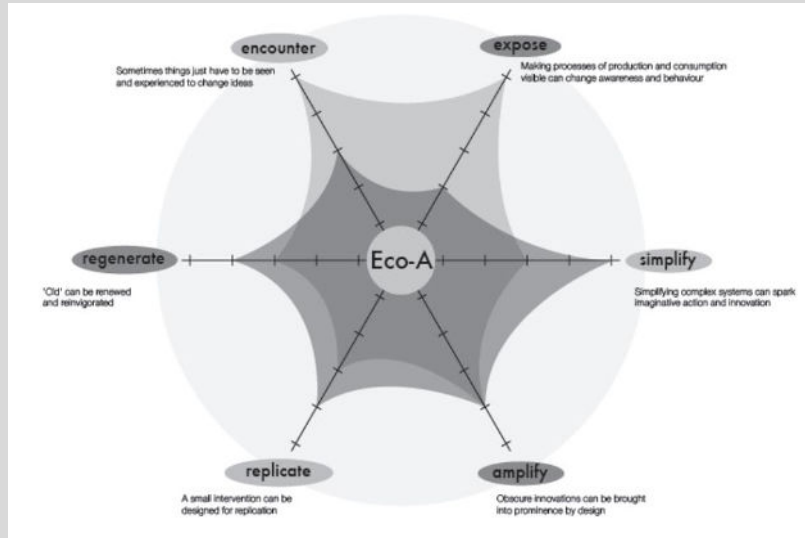 encounter
Sometimes things just have to be seen
and experienced to change ideas
expose
Making processes of production and consumption
visible can change awareness and behaviour
regenerate
'Old' can be renewed
and reinvigorated
Eco-A
simplify
Simplifying complex systems can spark
imaginative action and innovation
replicate
A small intervention can be
designed for replication
amplify
Obscure innovations can be brought
into prominence by design